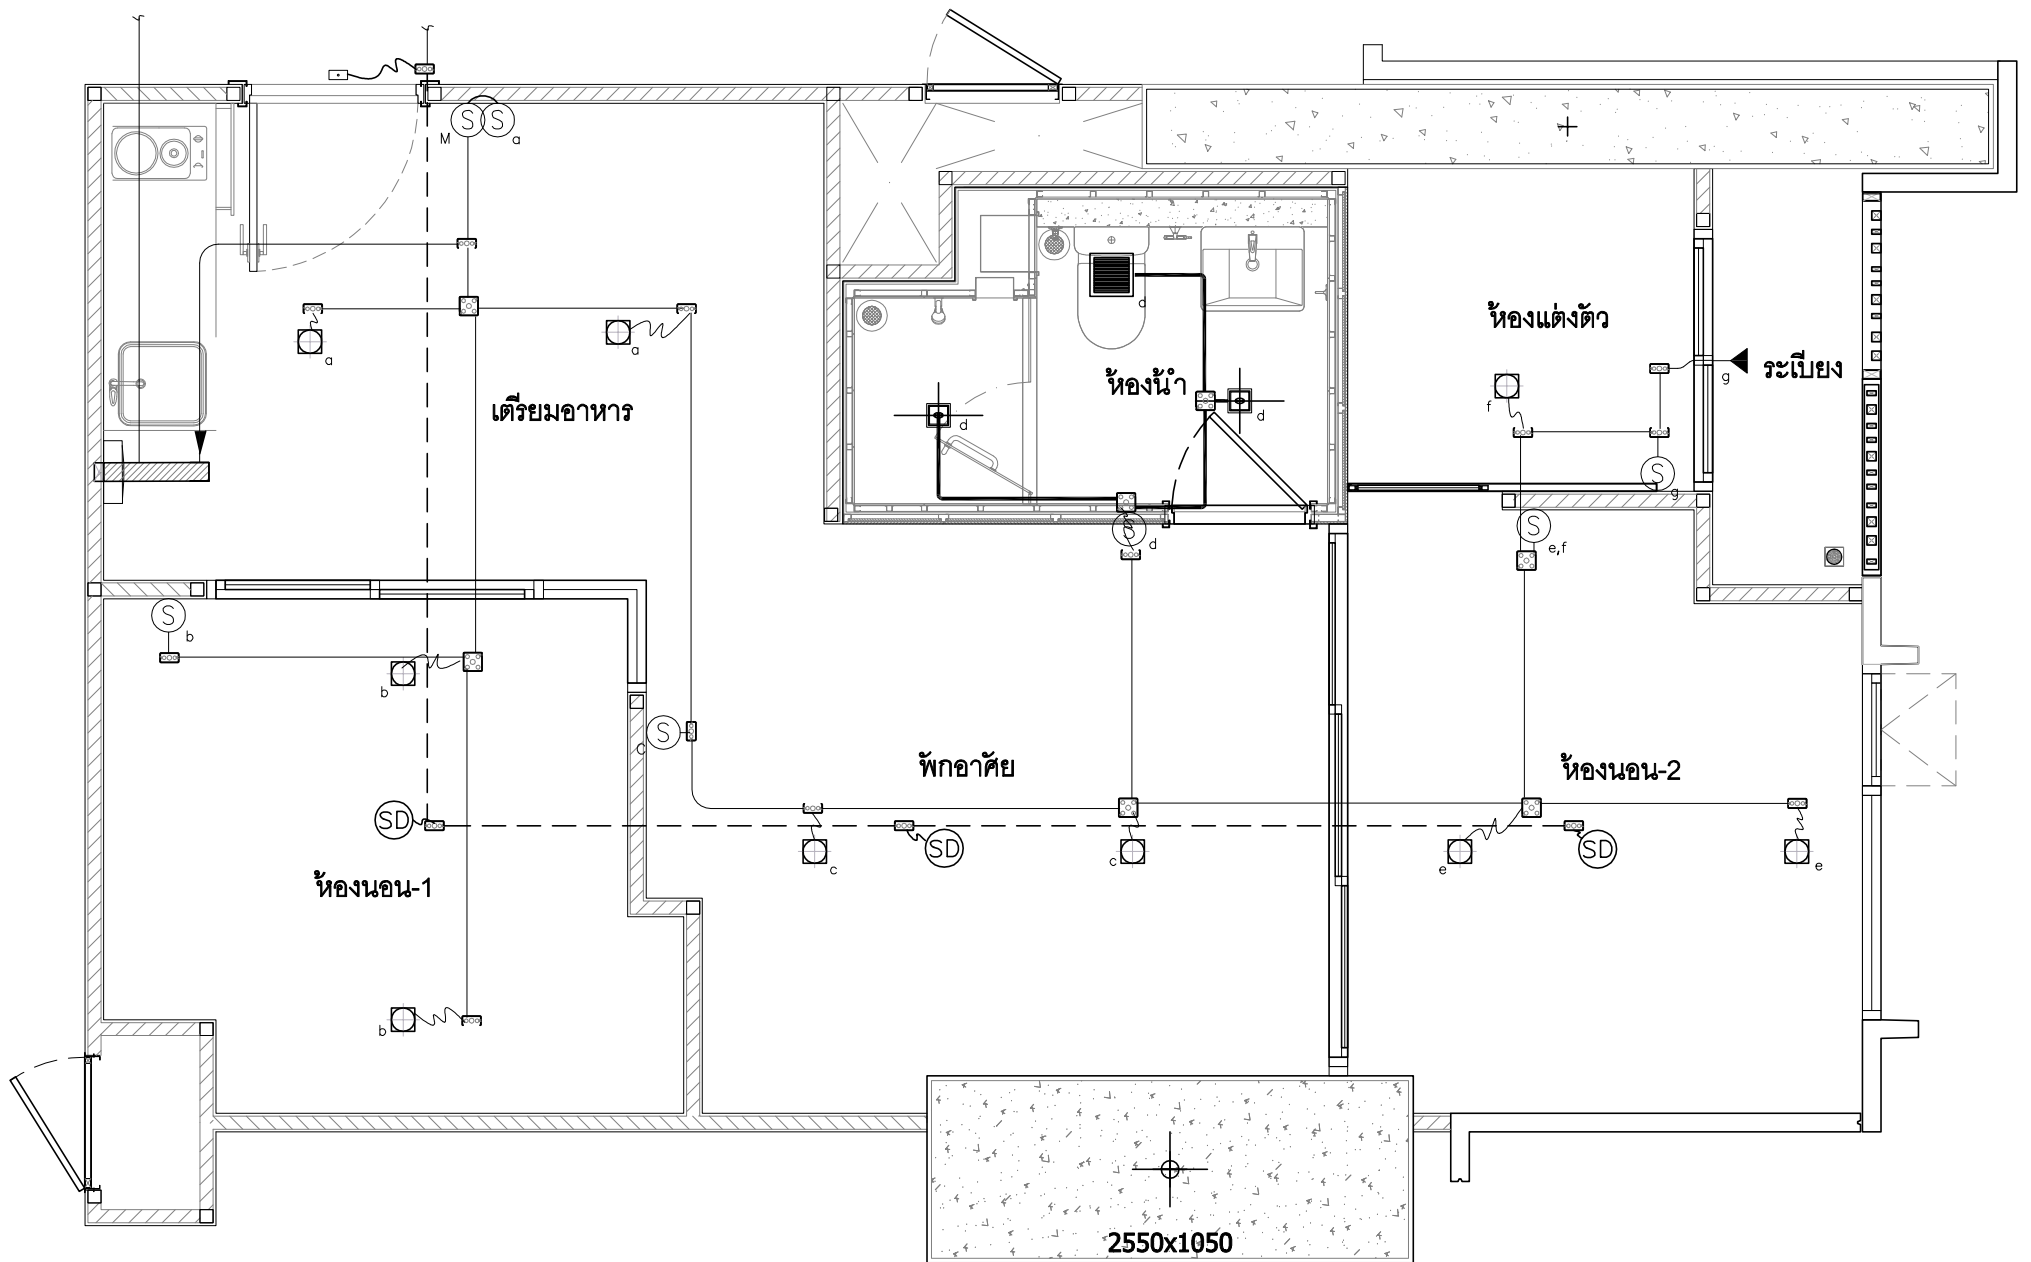 S S
M a
d
ห้องแต่งตัว
a a
ระเบียง
g
ห้องน้ำ
f
เตรียมอาหาร
d d
S
g
S S
d e,f
S
b
b
S
C
พักอาศัย
ห้องนอน-2
SD SD SD
c c e e
ห้องนอน-1
b
2550x1050